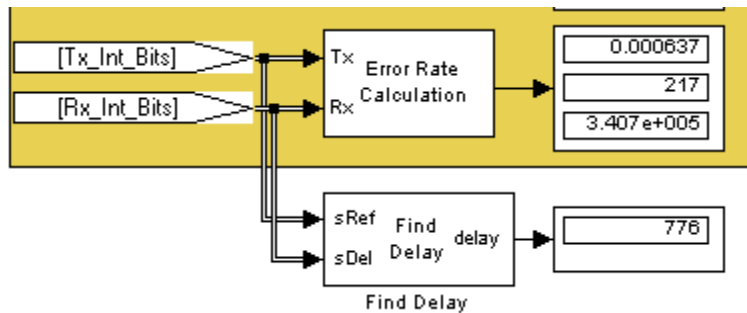 [Tx_Int_Bits]
[Rx_Int_Bits]
Tx
Rx
Error Rate
Calculation
0.000637
217
3.407e+005
sRef
sDel
Find
Delay
delay
776
Find Delay